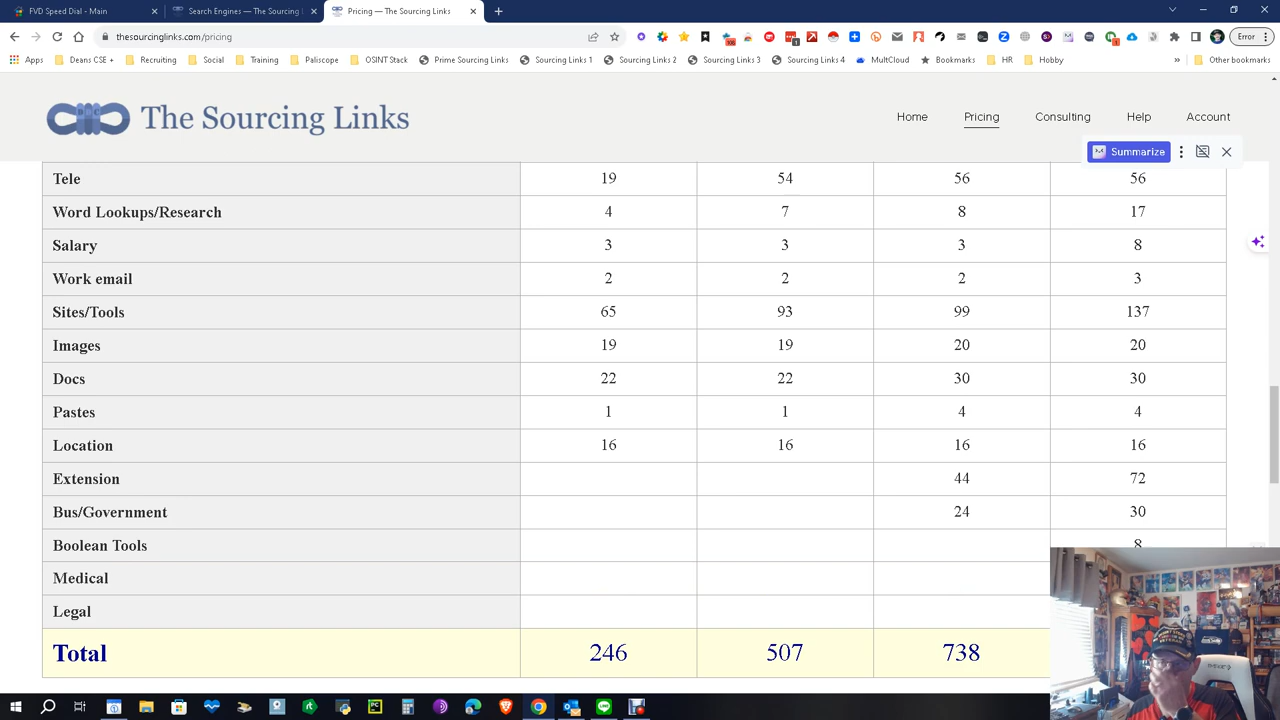 FVD Speed Dial - Main
Search Engines — The Sourcing L
Pricing — The Sourcing Links
thesourcinglinks.com/pricing
Error
Apps Deans CSE + Recruiting Social Training Paliscope OSINT Stack Prime Sourcing Links Sourcing Links 1 Sourcing Links 2 Sourcing Links 3 Sourcing Links 4 MultCloud Bookmarks HR Hobby » Other bookmarks
The Sourcing Links
Home Pricing Consulting Help Account
Summarize
Tele 19 54 56 56
Word Lookups/Research 4 7 8 17
Salary 3 3 3 8
Work email 2 2 2 3
Sites/Tools 65 93 99 137
Images 19 19 20 20
Docs 22 22 30 30
Pastes 1 1 4 4
Location 16 16 16 16
Extension 44 72
Bus/Government 24 30
Boolean Tools 8
Medical
Legal
Total 246 507 738